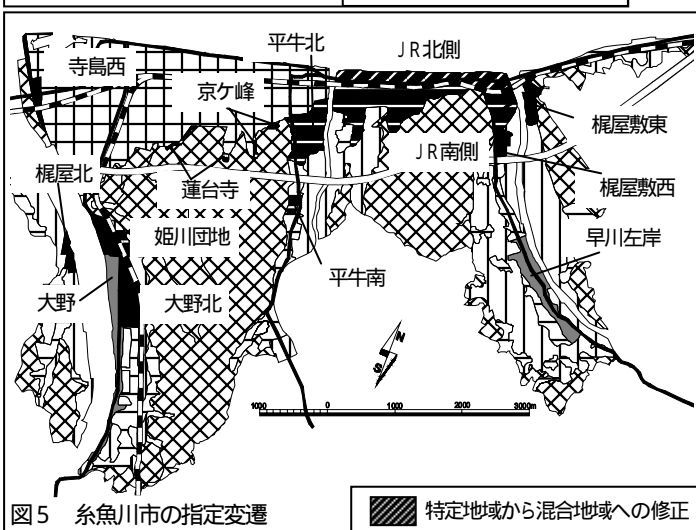 平牛北
JR北側
寺島西
京ケ峰
梶屋敷東
JR南側
梶屋北
蓮台寺
梶屋敷西
姫川団地
早川左岸
平牛南
大野
大野北
N
S
1000 0 1000 2000 3000m
図5 糸魚川市の指定変遷
特定地域から混合地域への修正